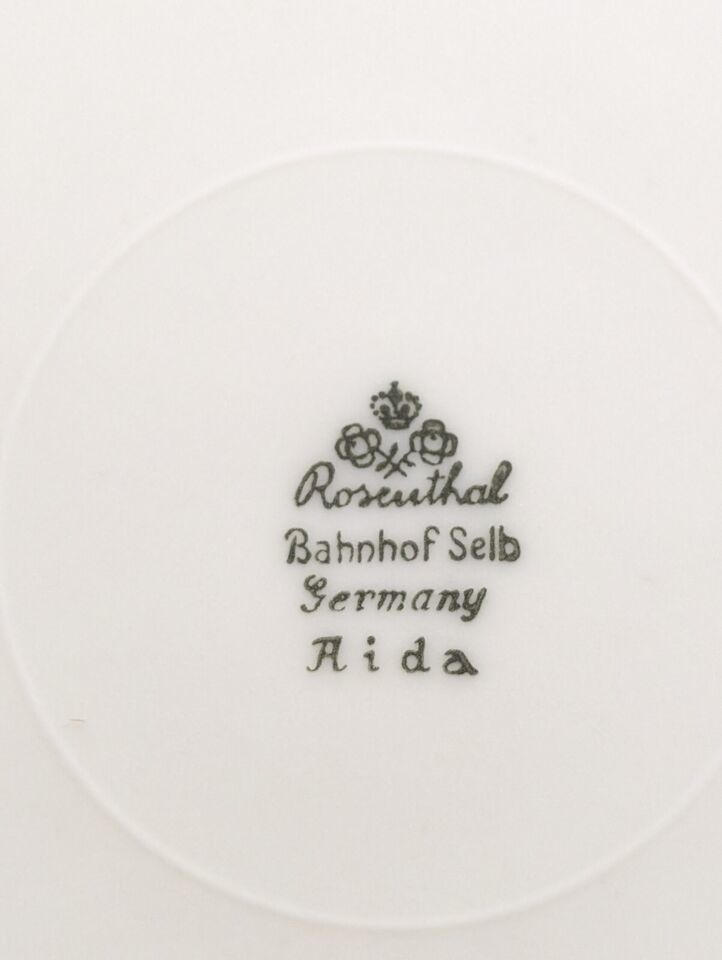 Rosenthal
Bahnhof Selb
Germany
Aida